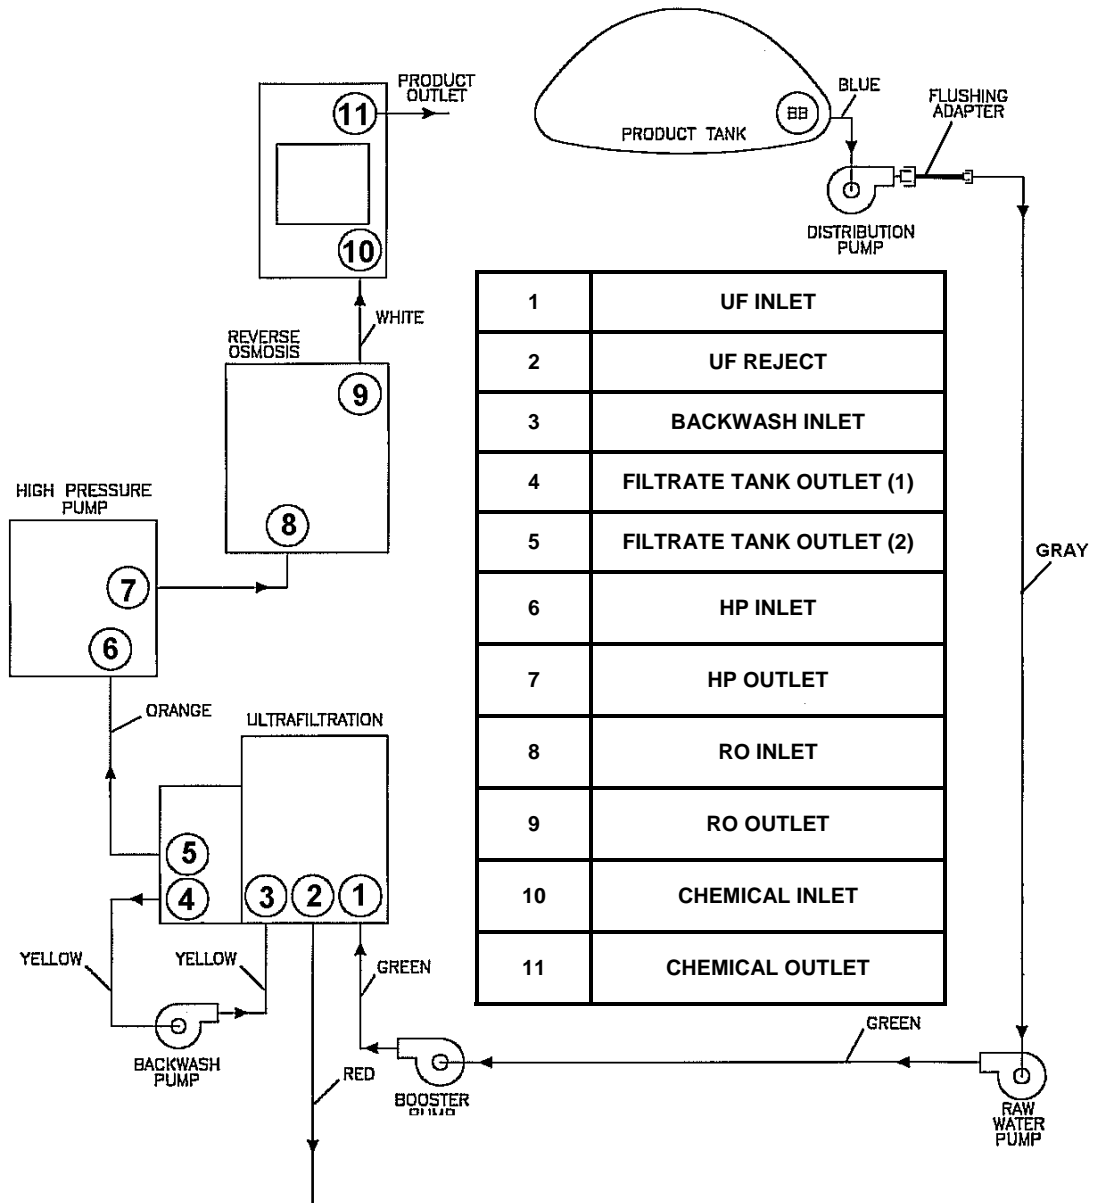 PRODUCT
OUTLET
11
10
WHITE
REVERSE
OSMOSIS
9
8
HIGH PRESSURE
PUMP
7
6
ORANGE
ULTRAFILTRATION
5
4
3
2
1
YELLOW
YELLOW
GREEN
BACKWASH
PUMP
RED
BOOSTER
PUMP
GREEN
RAW
WATER
PUMP
GRAY
PRODUCT TANK
BB
BLUE
FLUSHING
ADAPTER
DISTRIBUTION
PUMP
1 UF INLET
2 UF REJECT
3 BACKWASH INLET
4 FILTRATE TANK OUTLET (1)
5 FILTRATE TANK OUTLET (2)
6 HP INLET
7 HP OUTLET
8 RO INLET
9 RO OUTLET
10 CHEMICAL INLET
11 CHEMICAL OUTLET